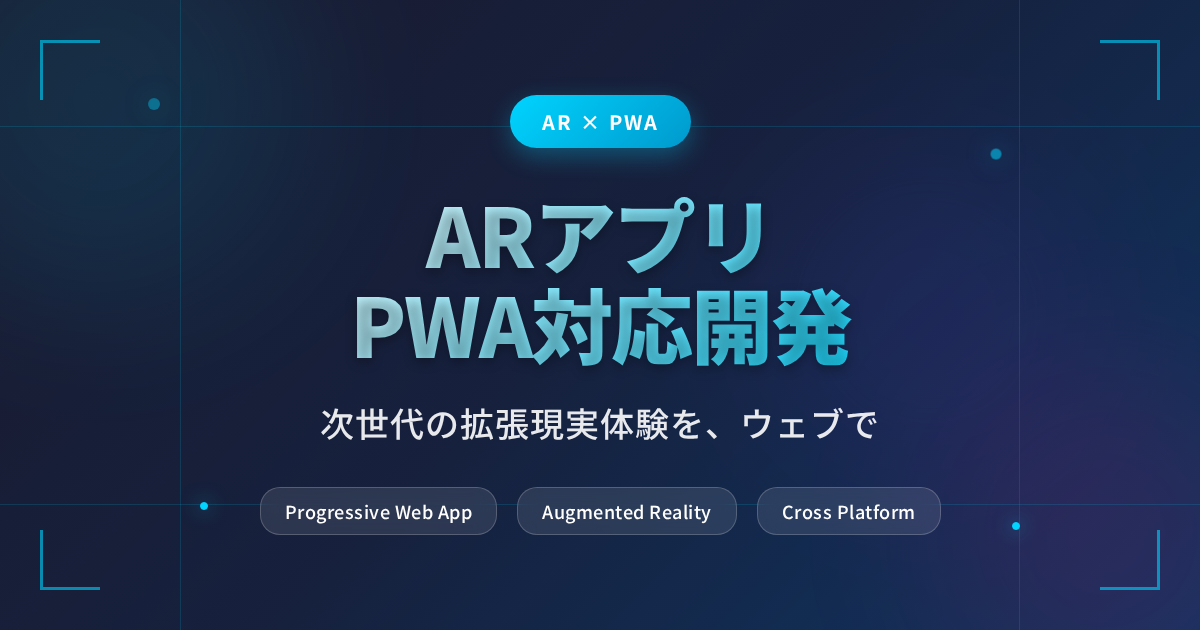 AR × PWA
ARアプリ
PWA対応開発
次世代の拡張現実体験を、ウェブで
Progressive Web App
Augmented Reality
Cross Platform